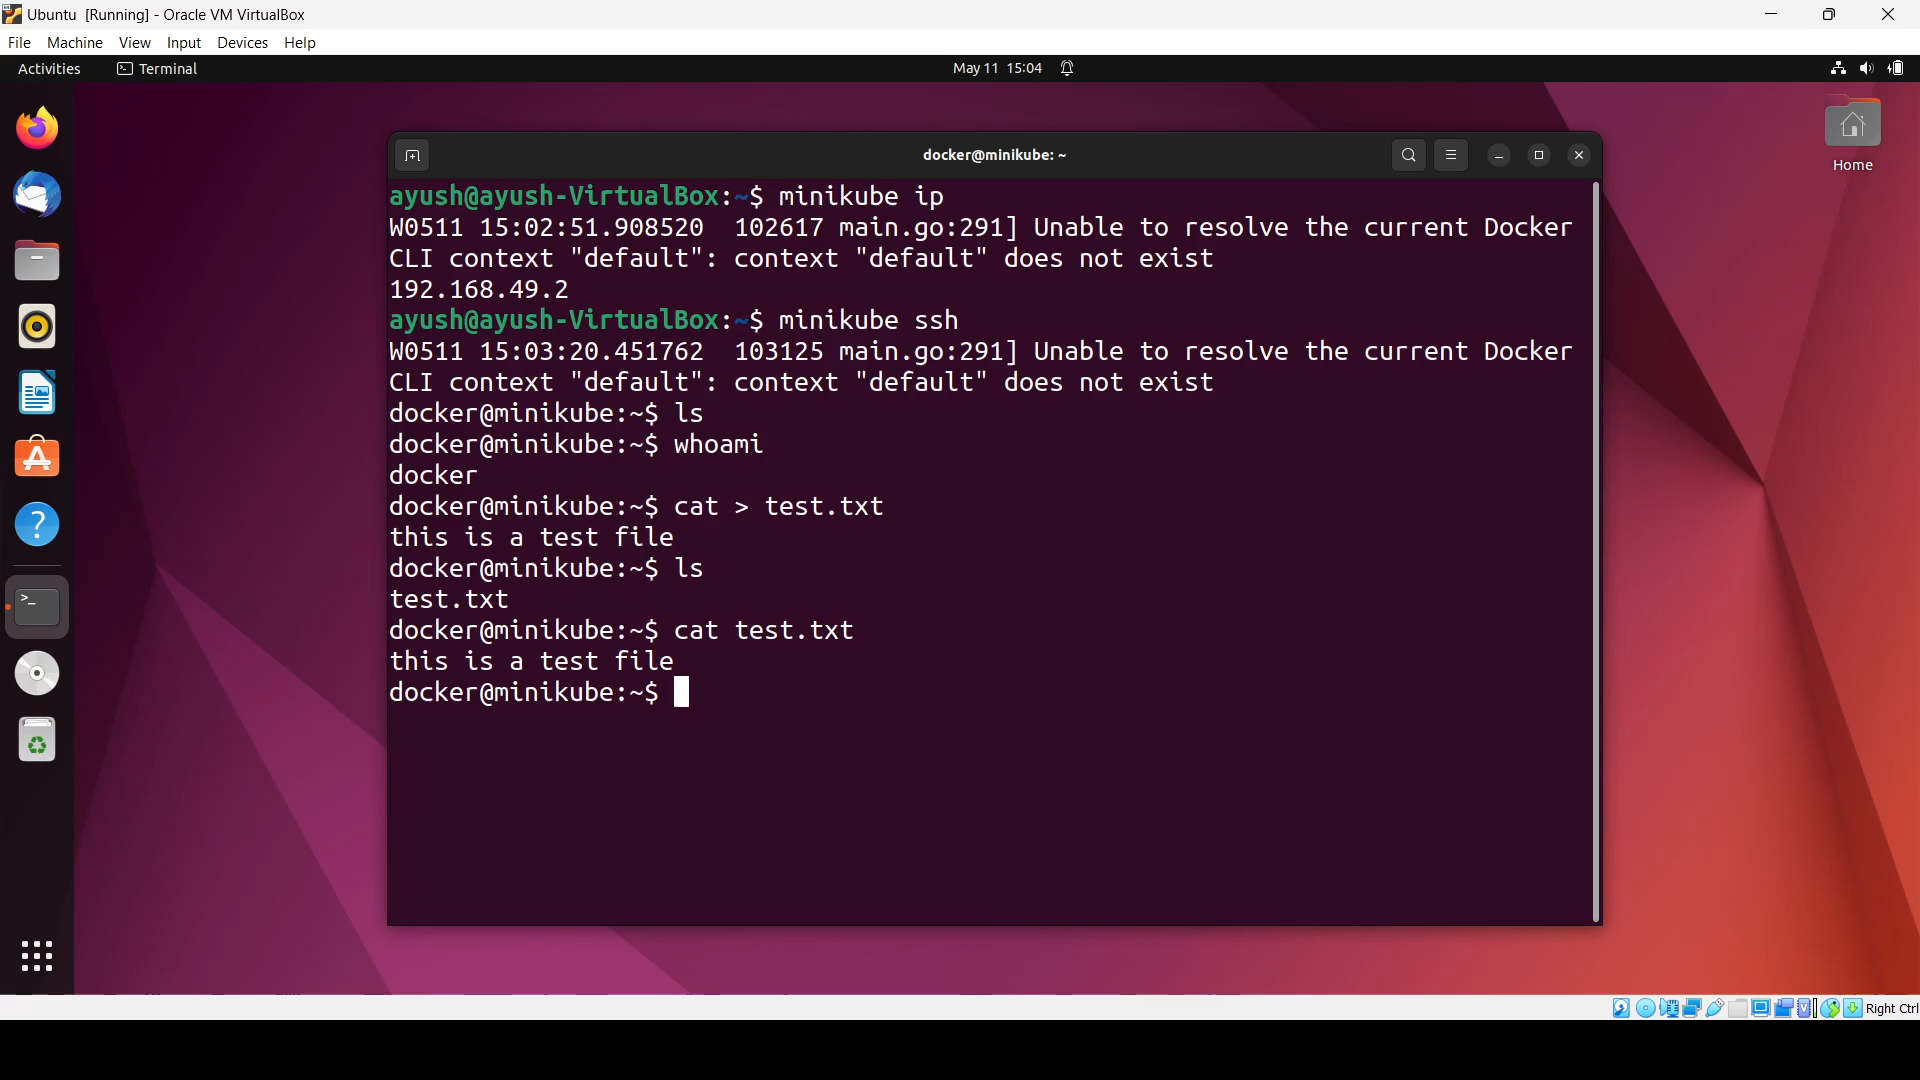 Ubuntu [Running] - Oracle VM VirtualBox
File Machine View Input Devices Help
Activities Terminal May 11 15:04
docker@minikube: ~
Home
ayush@ayush-VirtualBox:~$ minikube ip
W0511 15:02:51.908520 102617 main.go:291] Unable to resolve the current Docker
CLI context "default": context "default" does not exist
192.168.49.2
ayush@ayush-VirtualBox:~$ minikube ssh
W0511 15:03:20.451762 103125 main.go:291] Unable to resolve the current Docker
CLI context "default": context "default" does not exist
docker@minikube:~$ ls
docker@minikube:~$ whoami
docker
docker@minikube:~$ cat > test.txt
this is a test file
docker@minikube:~$ ls
test.txt
docker@minikube:~$ cat test.txt
this is a test file
docker@minikube:~$
Right Ctrl